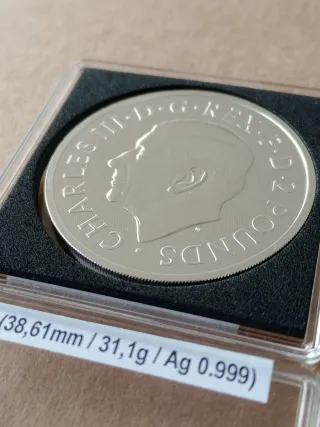 CHARLES III · D · G · REX · F · D · 2 POUNDS
(38,61mm / 31,1g / Ag 0.999)